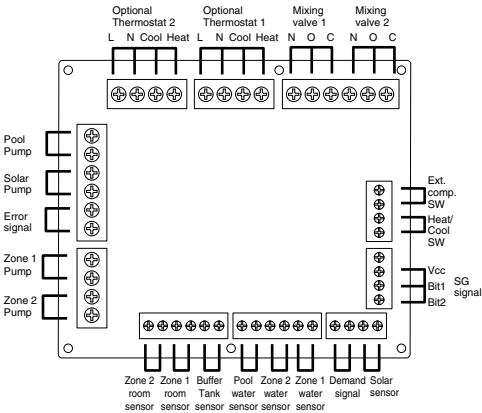 Optional
Thermostat 2
Optional
Thermostat 1
Mixing
valve 1
Mixing
valve 2
L N Cool Heat
L N Cool Heat
N O C
N O C
Pool
Pump
Solar
Pump
Error
signal
Zone 1
Pump
Zone 2
Pump
Ext.
comp.
SW
Heat/
Cool
SW
Vcc
Bit1
Bit2
SG
signal
Zone 2
room
sensor
Zone 1
room
sensor
Buffer
Tank
sensor
Pool
water
sensor
Zone 2
water
sensor
Zone 1
water
sensor
Demand
signal
Solar
sensor